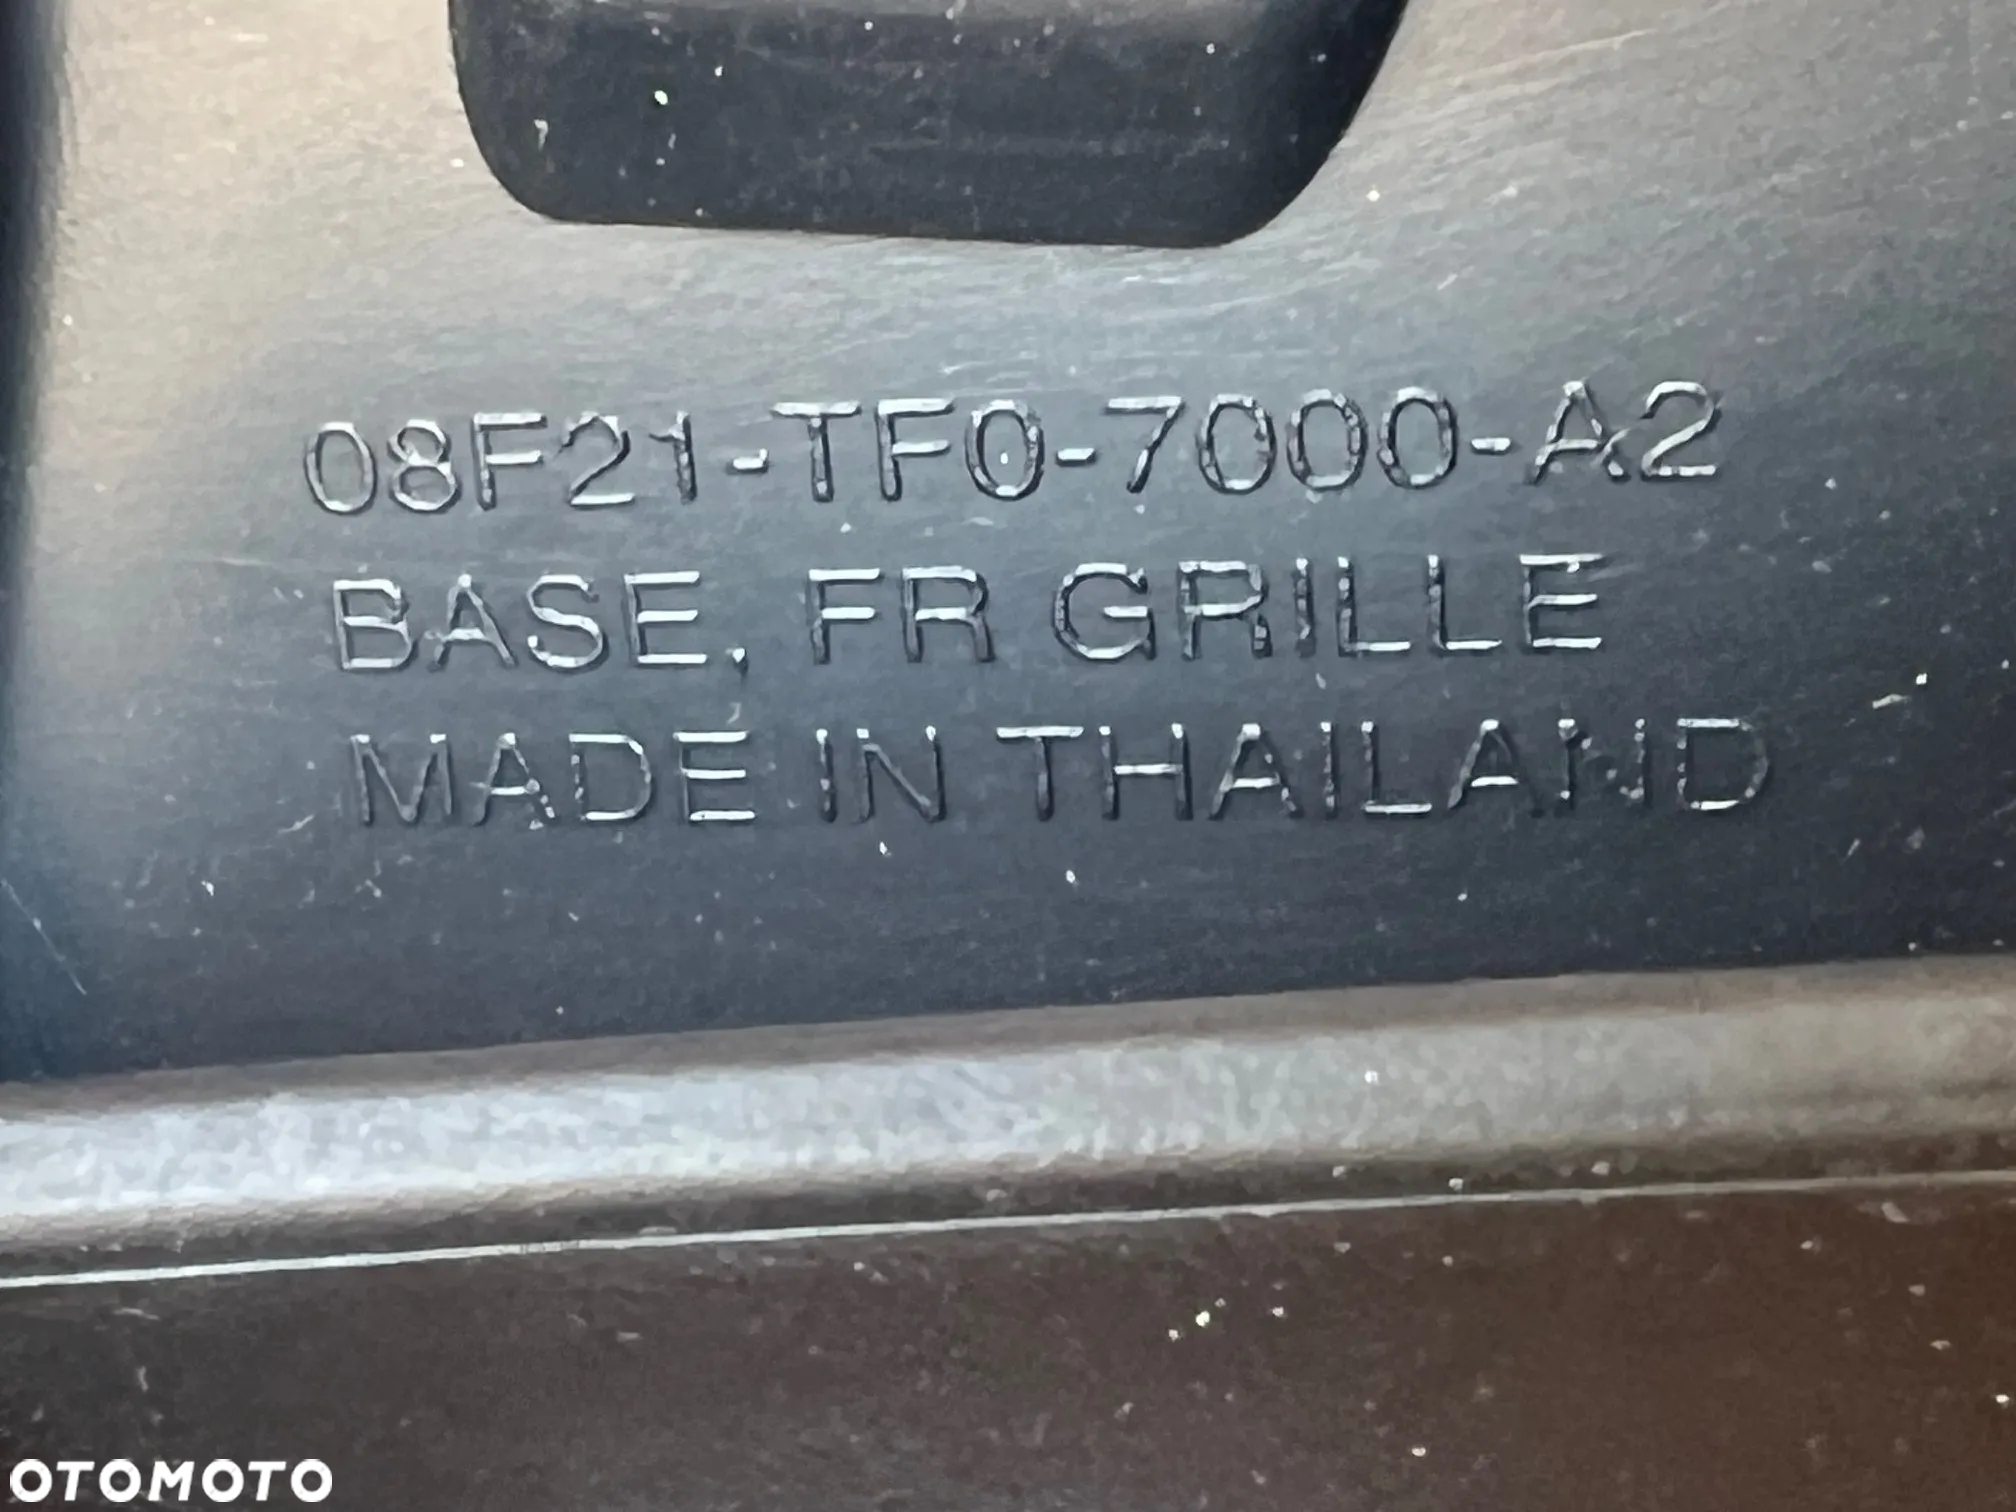 08F21-TF0-7000-A2
BASE, FR GRILLE
MADE IN THAILAND
OTOMOTO